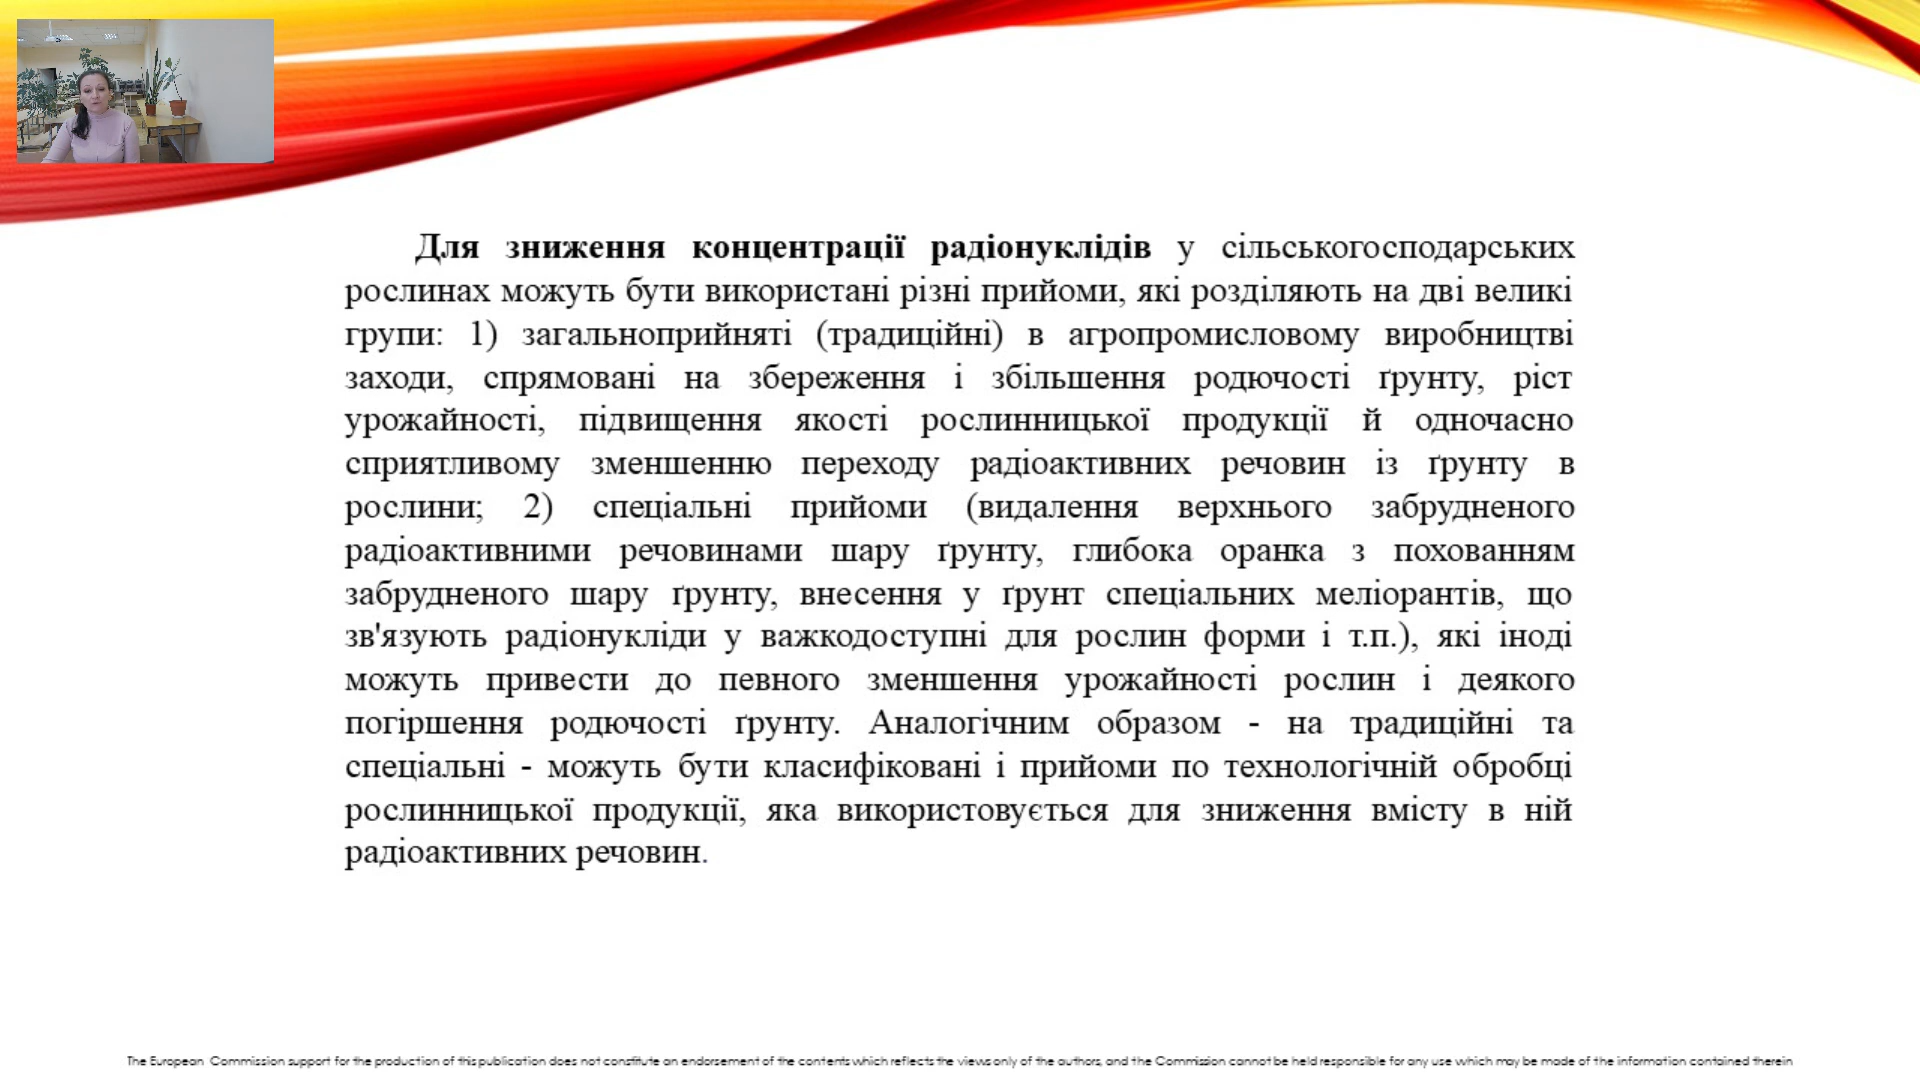 Для зниження концентрації радіонуклідів у сільськогосподарських
рослинах можуть бути використані різні прийоми, які розділяють на дві великі
групи: 1) загальноприйняті (традиційні) в агропромисловому виробництві
заходи, спрямовані на збереження і збільшення родючості ґрунту, ріст
урожайності, підвищення якості рослинницької продукції й одночасно
сприятливому зменшенню переходу радіоактивних речовин із ґрунту в
рослини; 2) спеціальні прийоми (видалення верхнього забрудненого
радіоактивними речовинами шару ґрунту, глибока оранка з похованням
забрудненого шару ґрунту, внесення у ґрунт спеціальних меліорантів, що
зв'язують радіонукліди у важкодоступні для рослин форми і т.п.), які іноді
можуть привести до певного зменшення урожайності рослин і деякого
погіршення родючості ґрунту. Аналогічним образом - на традиційні та
спеціальні - можуть бути класифіковані і прийоми по технологічній обробці
рослинницької продукції, яка використовується для зниження вмісту в ній
радіоактивних речовин.
The European Commission support for the production of this publication does not constitute an endorsement of the contents which reflects the views only of the authors, and the Commission cannot be held responsible for any use which may be made of the information contained therein